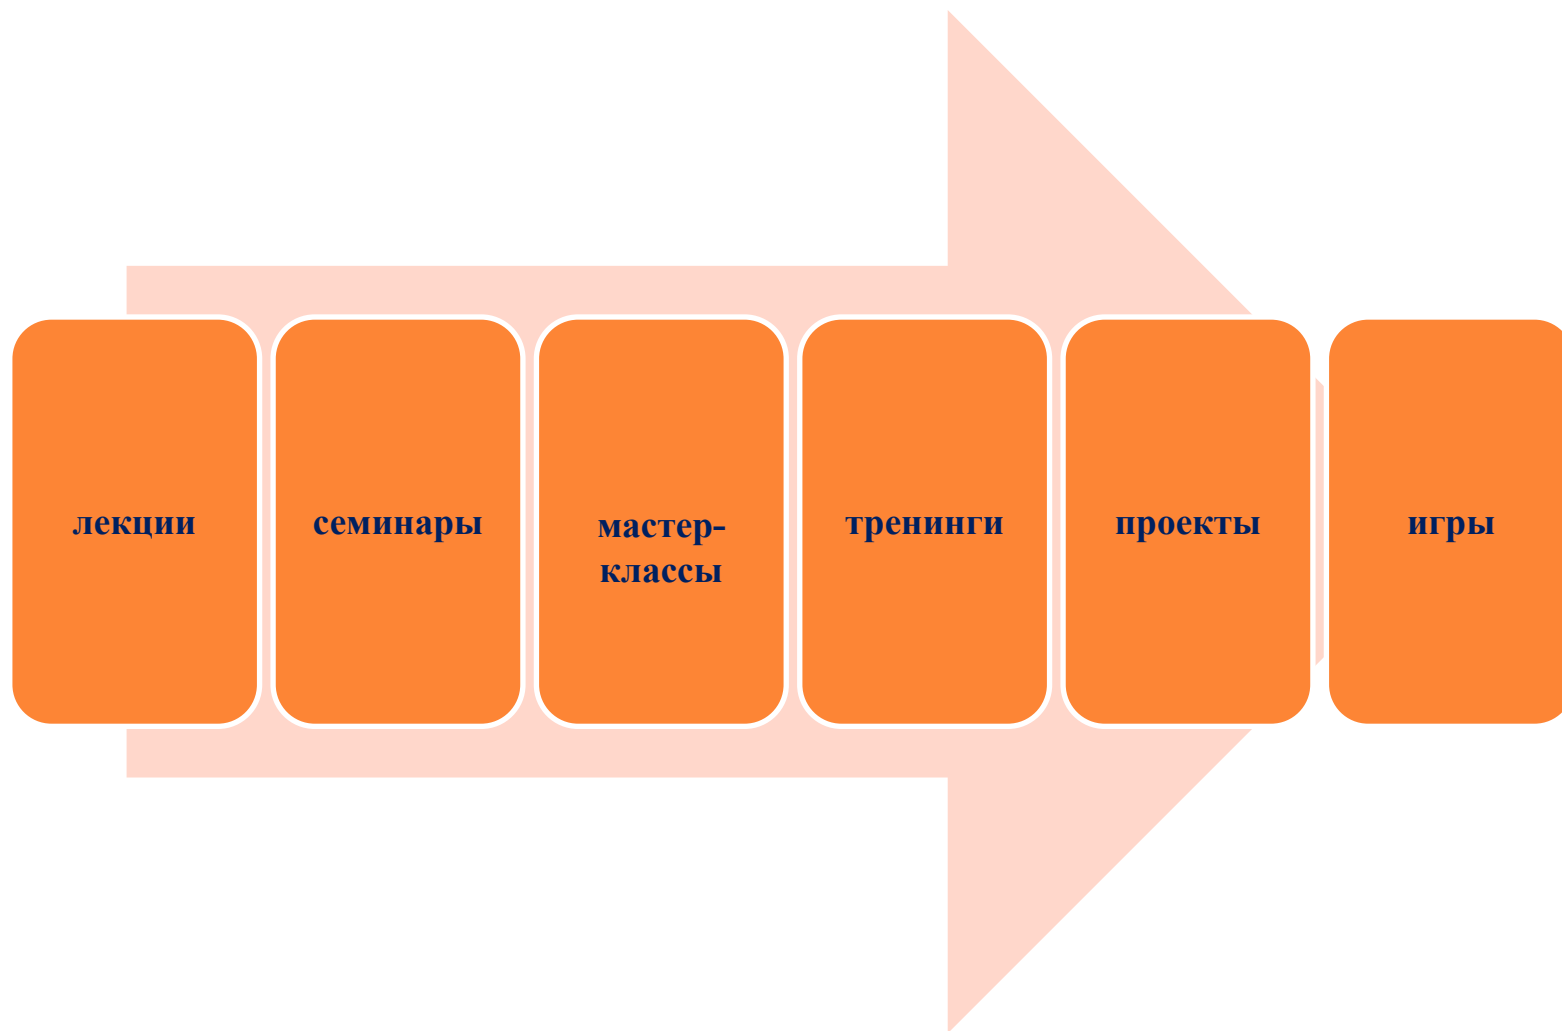 лекции
семинары
мастер-
классы
тренинги
проекты
игры